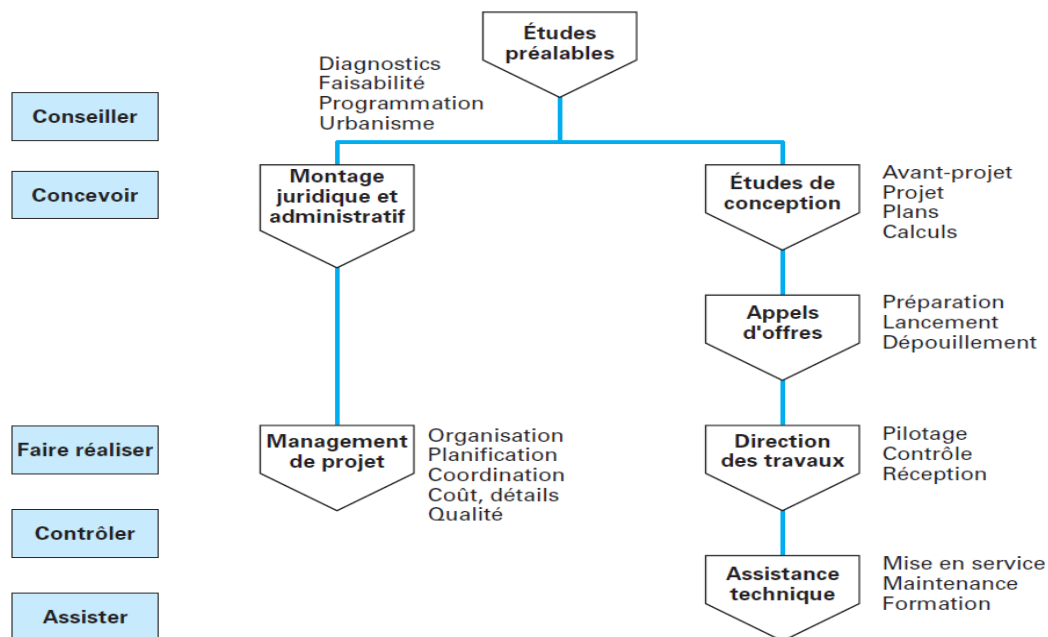 Études
préalables
Diagnostics
Faisabilité
Programmation
Urbanisme
Conseiller
Concevoir
Montage
juridique et
administratif
Études de
conception
Avant-projet
Projet
Plans
Calculs
Appels
d'offres
Préparation
Lancement
Dépouillement
Faire réaliser
Management
de projet
Organisation
Planification
Coordination
Coût, détails
Qualité
Direction
des travaux
Pilotage
Contrôle
Réception
Contrôler
Assistance
technique
Mise en service
Maintenance
Formation
Assister